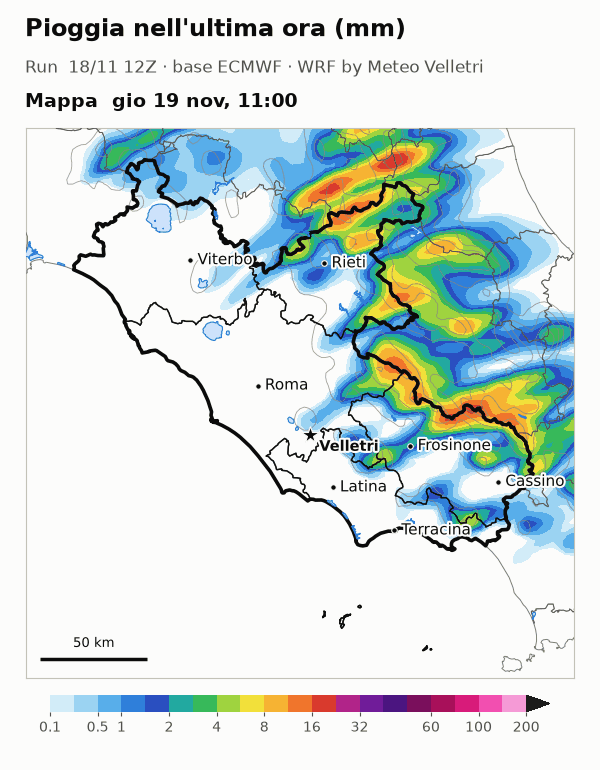 Pioggia nell'ultima ora (mm)
Run  18/11 12Z · base ECMWF · WRF by Meteo Velletri
Mappa  gio 19 nov, 11:00
Viterbo
Rieti
Roma
Velletri
Frosinone
Latina
Cassino
Terracina
50 km
0.1 0.5 1 2 4 8 16 32 60 100 200